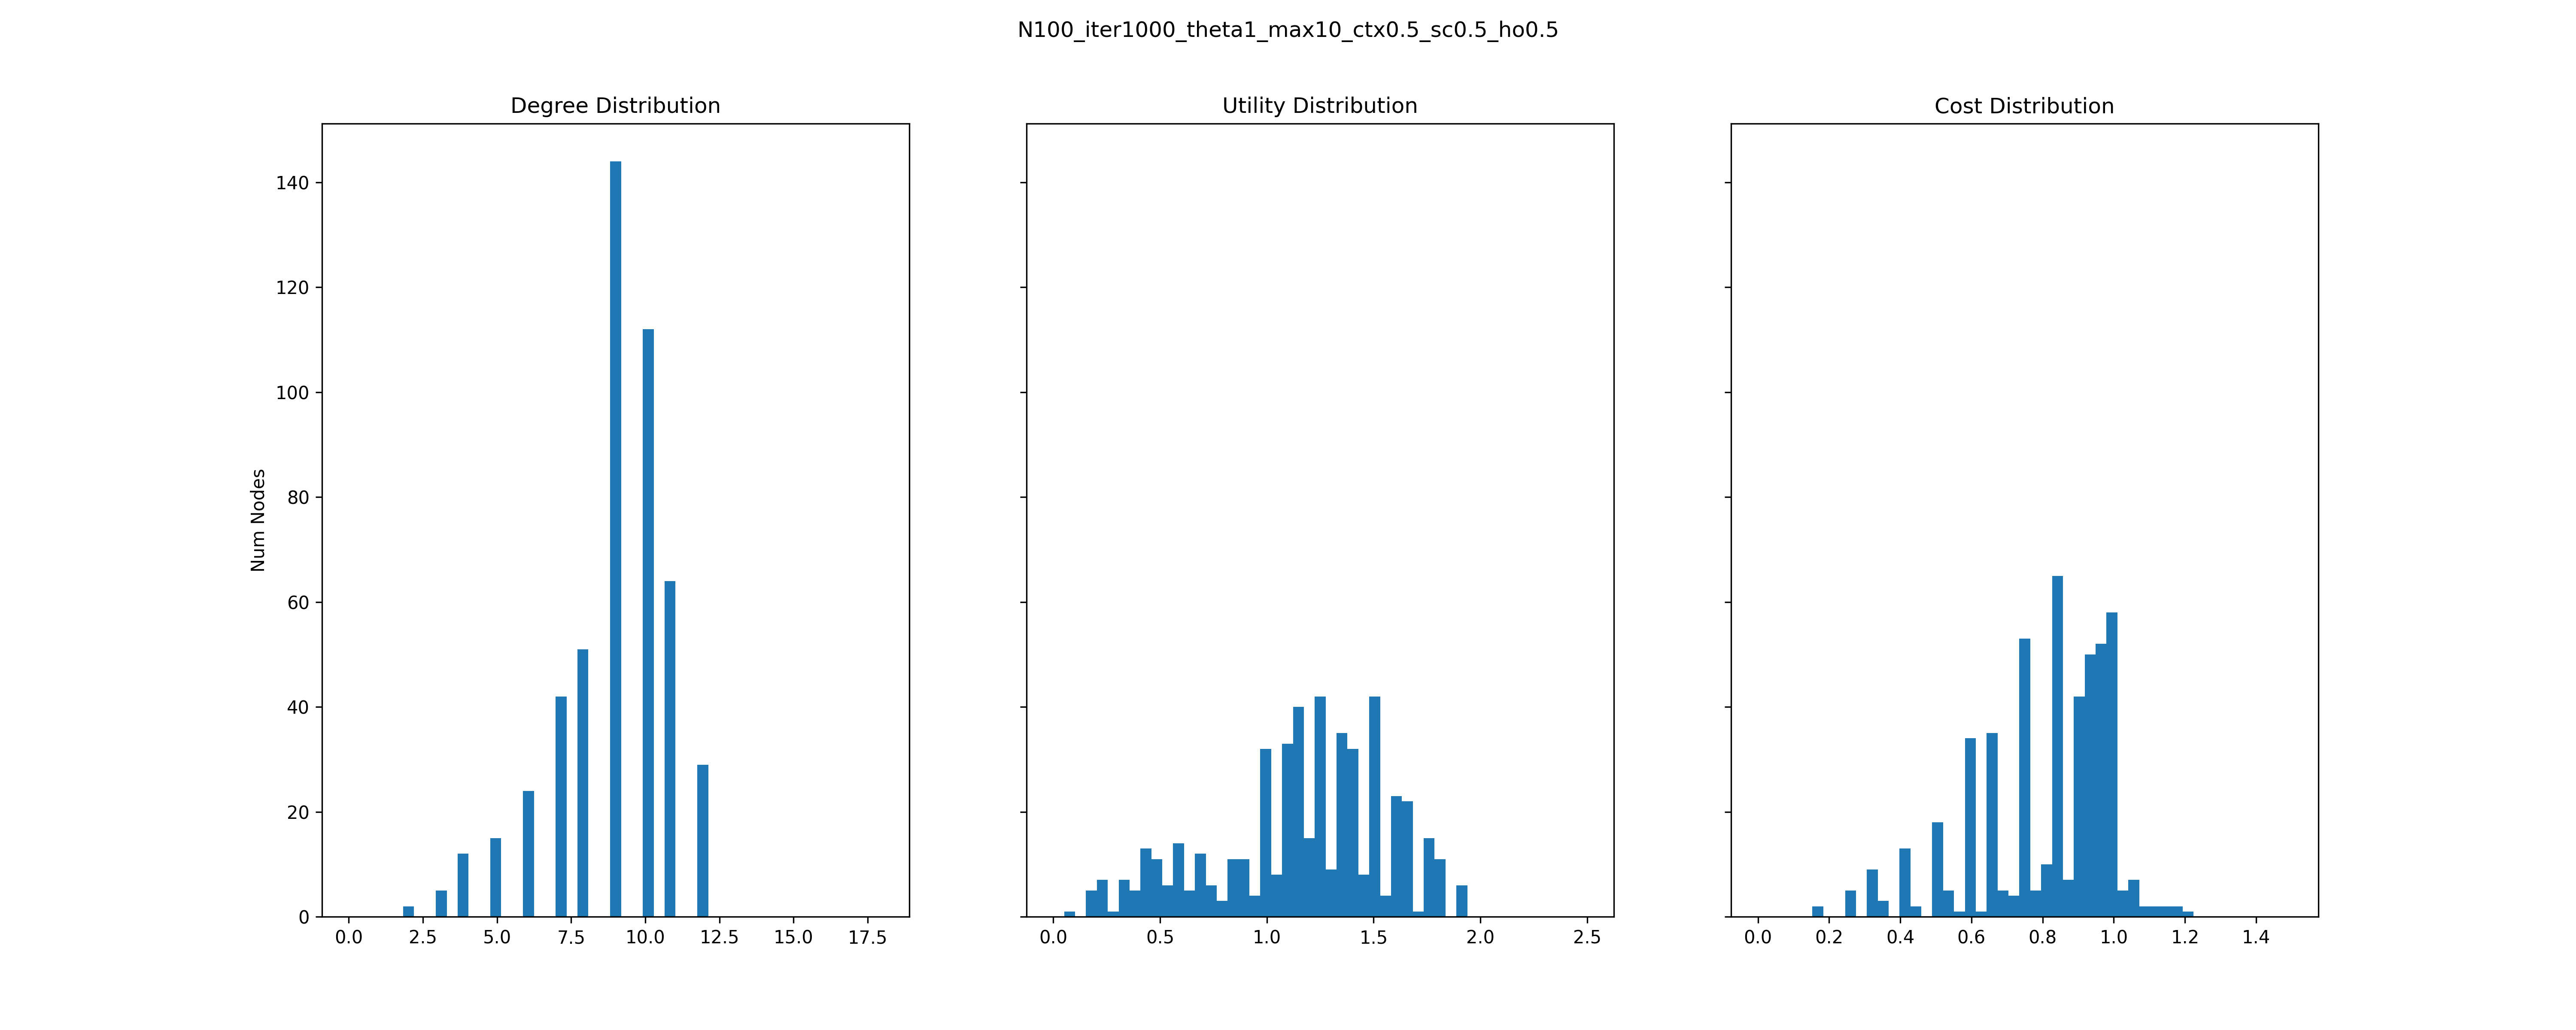 N100_iter1000_theta1_max10_ctx0.5_sc0.5_ho0.5
Degree Distribution
Utility Distribution
Cost Distribution
Num Nodes
140
120
100
80
60
40
20
0
0.0 2.5 5.0 7.5 10.0 12.5 15.0 17.5
0.0 0.5 1.0 1.5 2.0 2.5
0.0 0.2 0.4 0.6 0.8 1.0 1.2 1.4